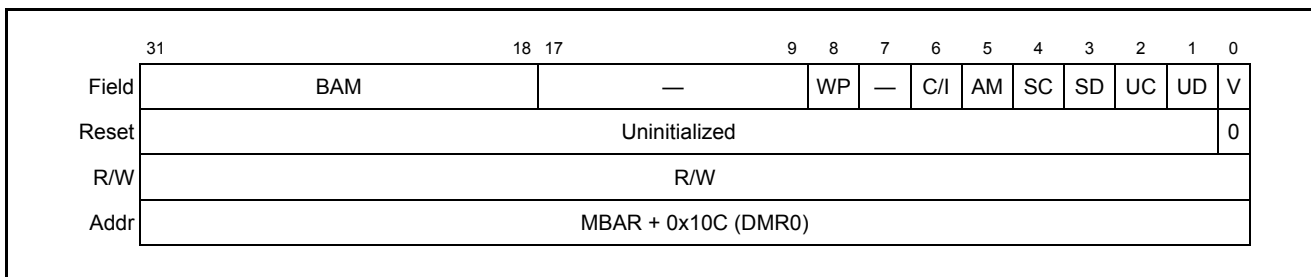 31 18 17 9 8 7 6 5 4 3 2 1 0
Field BAM — WP — C/I AM SC SD UC UD V
Reset Uninitialized 0
R/W R/W
Addr MBAR + 0x10C (DMR0)